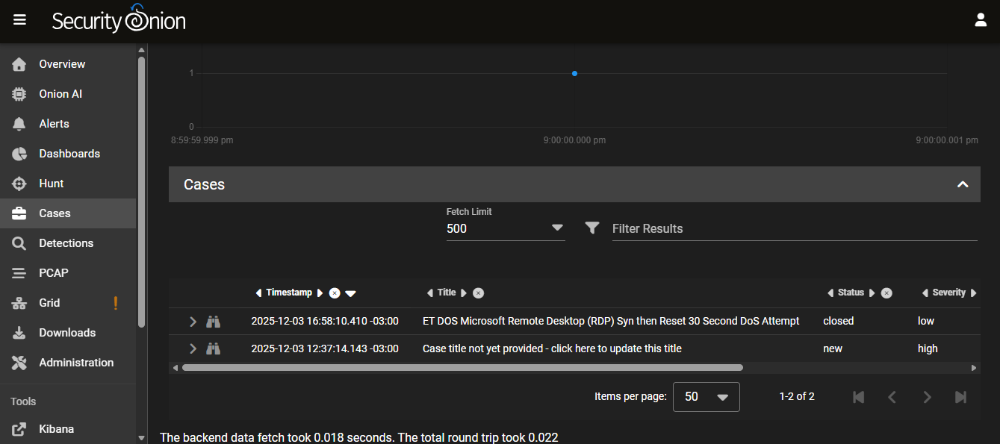 Security Onion
Overview
Onion AI
Alerts
Dashboards
Hunt
Cases
Detections
PCAP
Grid
Downloads
Administration
Tools
Kibana
1
0
8:59:59.999 pm 9:00:00.000 pm 9:00:00.001 pm
Cases
Fetch Limit
500 Filter Results
Timestamp Title Status Severity
2025-12-03 16:58:10.410 -03:00 ET DOS Microsoft Remote Desktop (RDP) Syn then Reset 30 Second DoS Attempt closed low
2025-12-03 12:37:14.143 -03:00 Case title not yet provided - click here to update this title new high
Items per page: 50 1-2 of 2
The backend data fetch took 0.018 seconds. The total round trip took 0.022